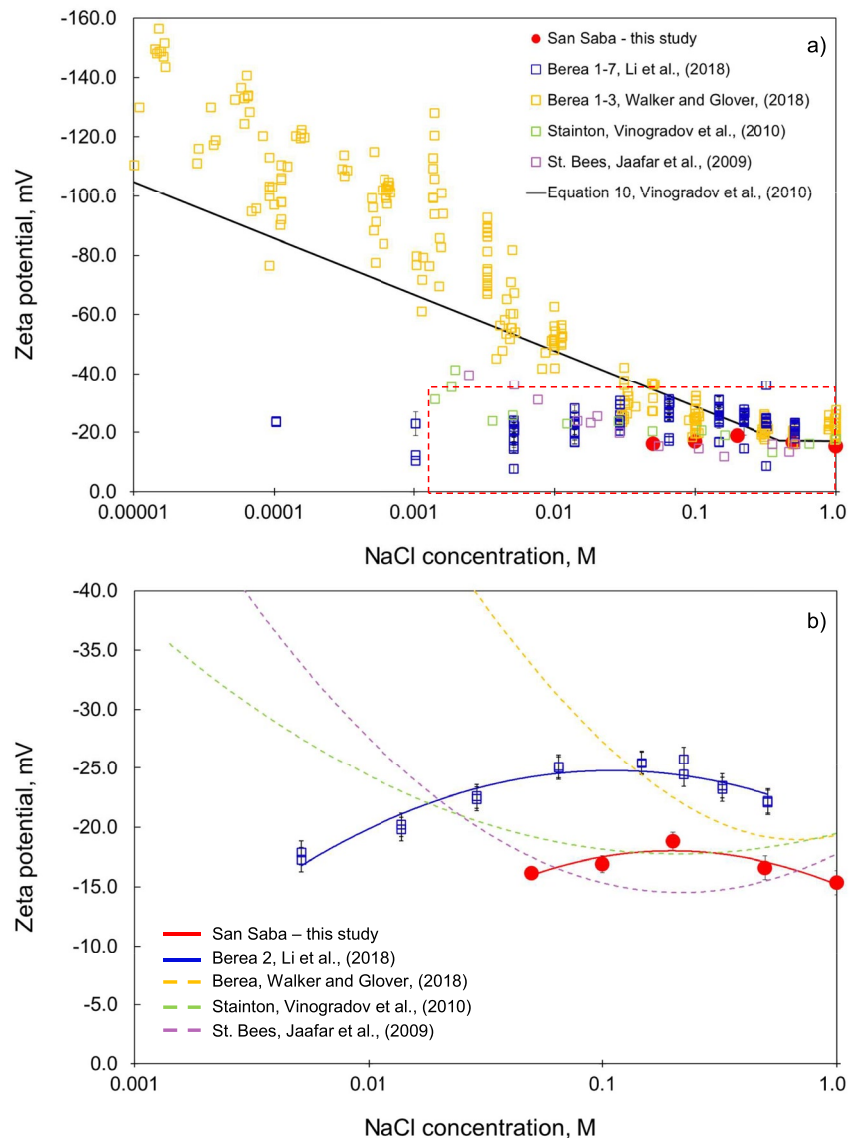 -160.0
a)
San Saba - this study
Berea 1-7, Li et al., (2018)
-140.0
Berea 1-3, Walker and Glover, (2018)
-120.0
Stainton, Vinogradov et al., (2010)
St. Bees, Jaafar et al., (2009)
-100.0
Equation 10, Vinogradov et al., (2010)
Zeta potential, mV
-80.0
-60.0
-40.0
-20.0
0.0
0.00001 0.0001 0.001 0.01 0.1 1.0
NaCl concentration, M
-40.0
b)
-35.0
-30.0
-25.0
Zeta potential, mV
-20.0
-15.0
San Saba – this study
Berea 2, Li et al., (2018)
-10.0
Berea, Walker and Glover, (2018)
Stainton, Vinogradov et al., (2010)
-5.0
St. Bees, Jaafar et al., (2009)
0.0
0.001 0.01 0.1 1.0
NaCl concentration, M